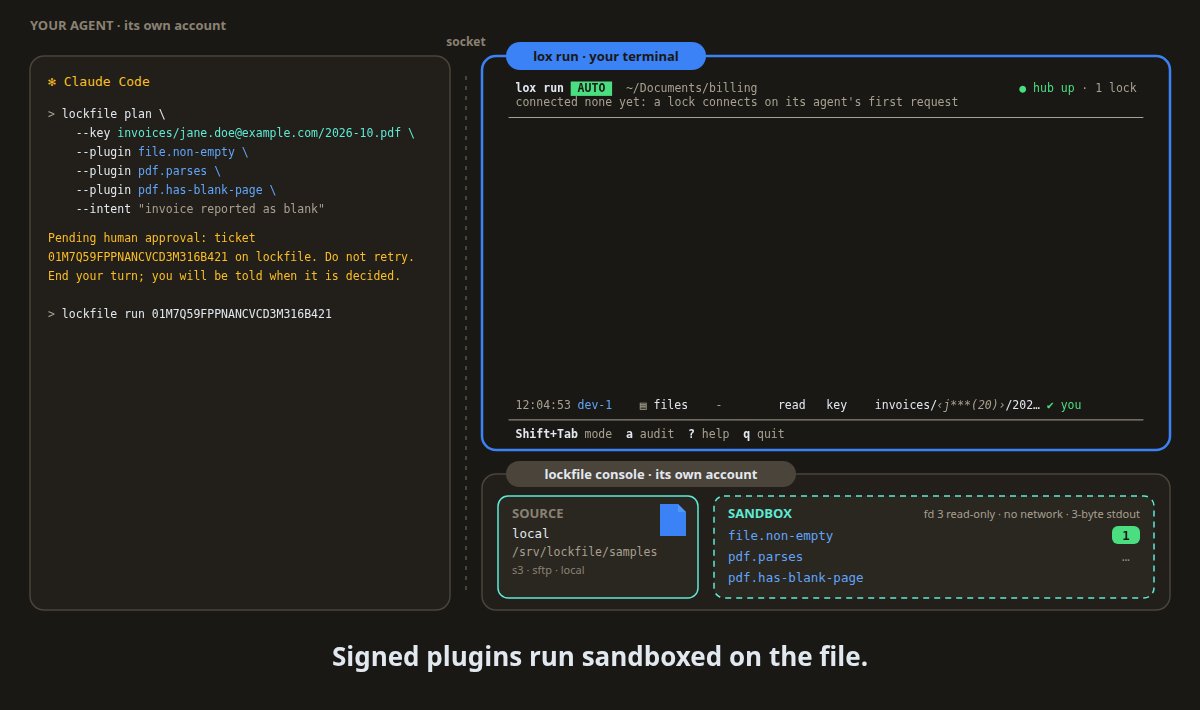 YOUR AGENT · its own account
socket
✻ Claude Code
> lockfile plan \
--key invoices/jane.doe@example.com/2026-10.pdf \
--plugin file.non-empty \
--plugin pdf.parses \
--plugin pdf.has-blank-page \
--intent "invoice reported as blank"
Pending human approval: ticket
01M7Q59FPPNANCVCD3M316B421 on lockfile. Do not retry.
End your turn; you will be told when it is decided.
> lockfile run 01M7Q59FPPNANCVCD3M316B421
lox run · your terminal
lox run AUTO ~/Documents/billing ● hub up · 1 lock
connected none yet: a lock connects on its agent's first request
12:04:53 dev-1 ▤ files - read key invoices/‹j***(20)›/202… ✔ you
Shift+Tab mode a audit ? help q quit
lockfile console · its own account
SOURCE
local
/srv/lockfile/samples
s3 · sftp · local
SANDBOX fd 3 read-only · no network · 3-byte stdout
file.non-empty 1
pdf.parses …
pdf.has-blank-page
Signed plugins run sandboxed on the file.